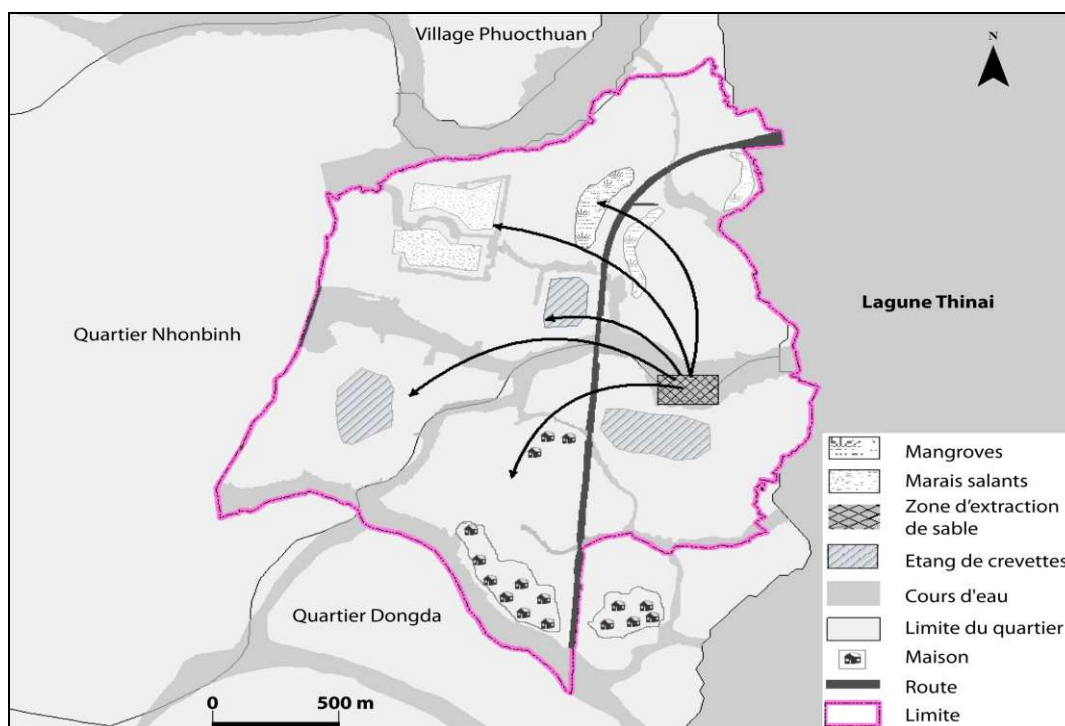 Village Phuocthuan
N
Quartier Nhonbinh
Lagune Thinai
Quartier Dongda
0 500 m
Mangroves
Marais salants
Zone d'extraction
de sable
Etang de crevettes
Cours d'eau
Limite du quartier
Maison
Route
Limite